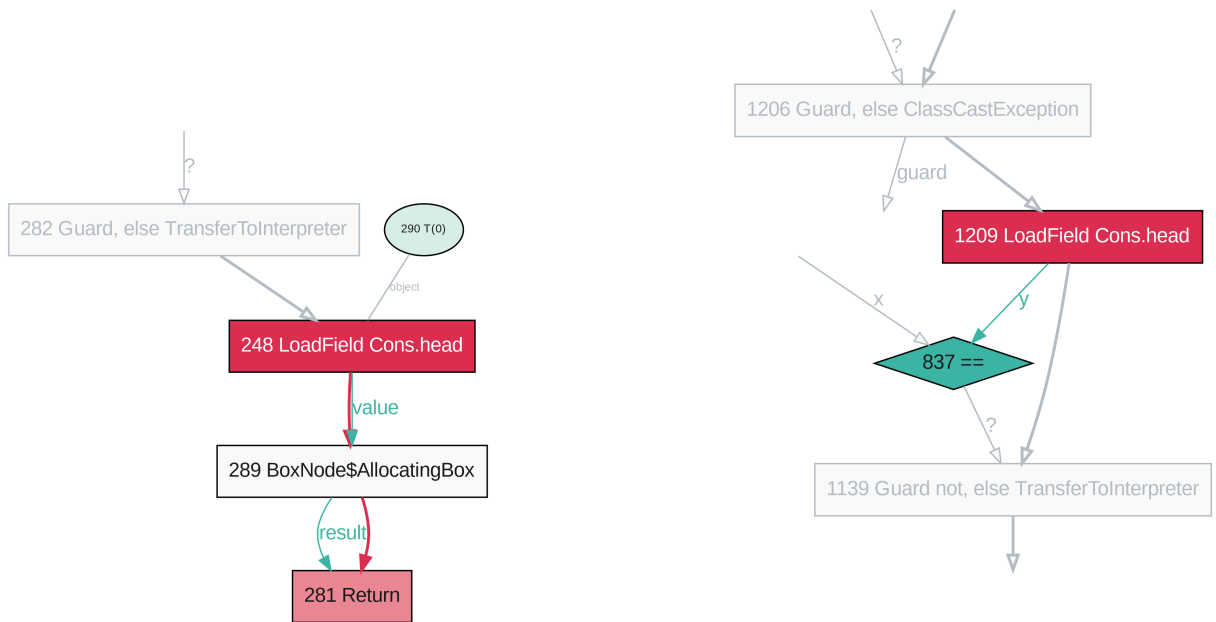 ?
282 Guard, else TransferToInterpreter
290 T(0)
object
248 LoadField Cons.head
value
289 BoxNode$AllocatingBox
result
281 Return
?
1206 Guard, else ClassCastException
guard
1209 LoadField Cons.head
x
y
837 ==
?
1139 Guard not, else TransferToInterpreter